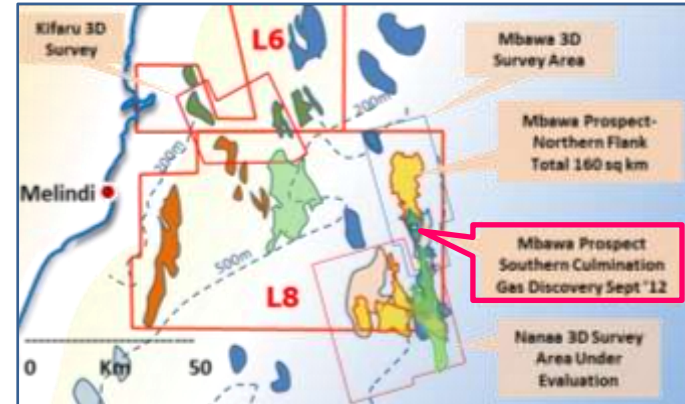 Kifaru 3D
Survey
L6
Mbawa 3D
Survey Area
200m
200m
Mbawa Prospect-
Northern Flank
Total 160 sq km
Melindi
500m
Mbawa Prospect
Southern Culmination
Gas Discovery Sept '12
L8
Nanaa 3D Survey
Area Under
Evaluation
0 Km 50